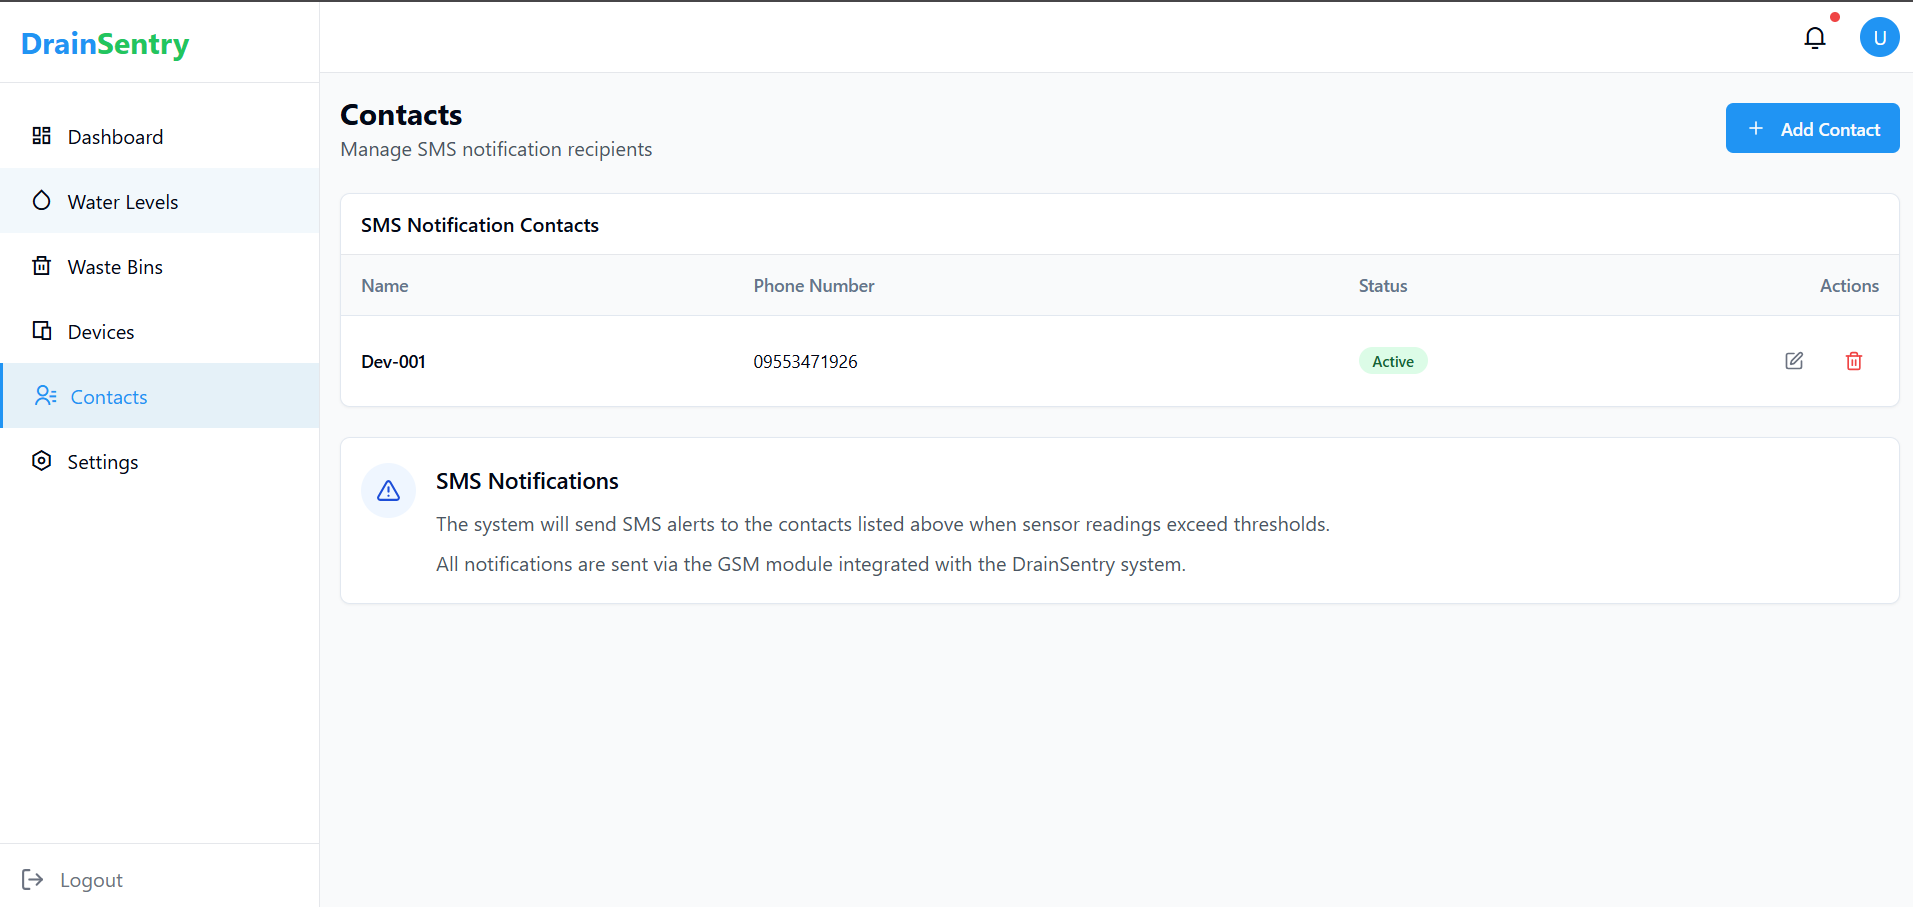 DrainSentry
U
Dashboard
Water Levels
Waste Bins
Devices
Contacts
Settings
Logout
Contacts
Manage SMS notification recipients
+ Add Contact
SMS Notification Contacts
Name Phone Number Status Actions
Dev-001 09553471926 Active
SMS Notifications
The system will send SMS alerts to the contacts listed above when sensor readings exceed thresholds.
All notifications are sent via the GSM module integrated with the DrainSentry system.